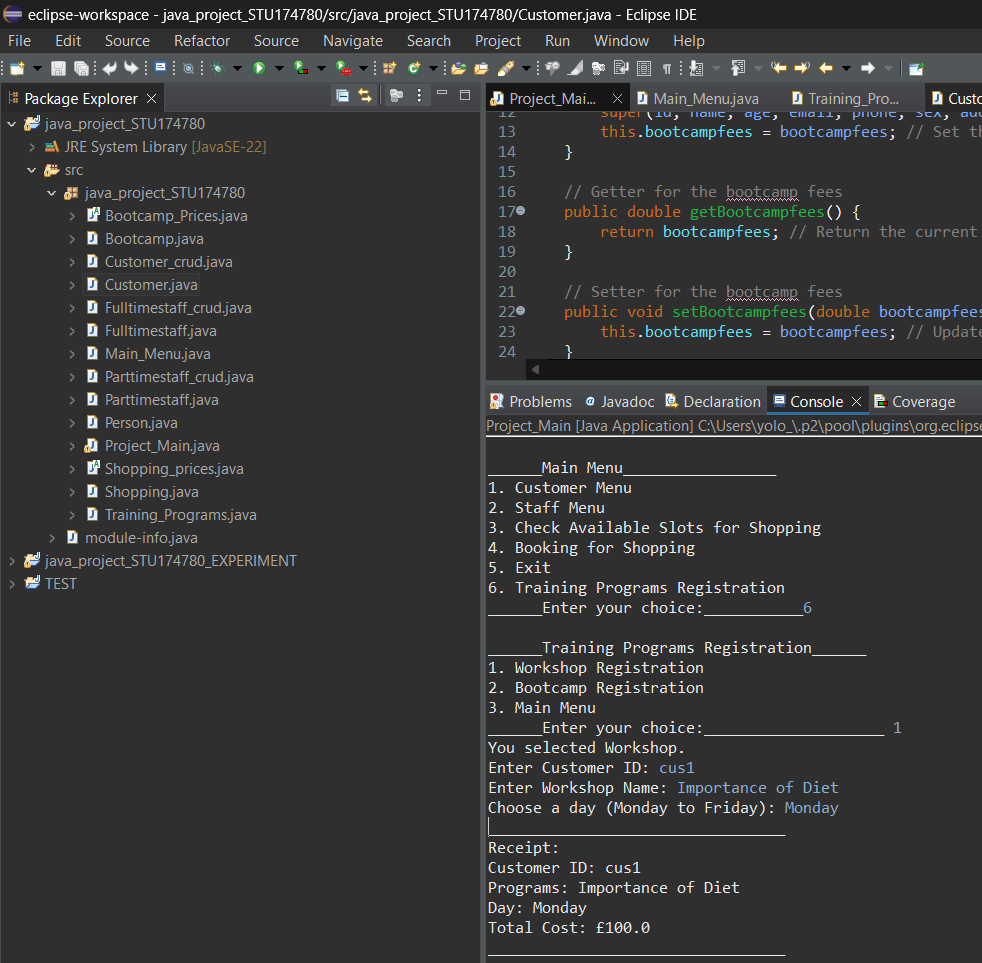 eclipse-workspace - java_project_STU174780/src/java_project_STU174780/Customer.java - Eclipse IDE
File Edit Source Refactor Source Navigate Search Project Run Window Help
Package Explorer
java_project_STU174780
JRE System Library [JavaSE-22]
src
java_project_STU174780
Bootcamp_Prices.java
Bootcamp.java
Customer_crud.java
Customer.java
Fulltimestaff_crud.java
Fulltimestaff.java
Main_Menu.java
Parttimestaff_crud.java
Parttimestaff.java
Person.java
Project_Main.java
Shopping_prices.java
Shopping.java
Training_Programs.java
module-info.java
java_project_STU174780_EXPERIMENT
TEST
Project_Mai... Main_Menu.java Training_Pro... Custo
12 super(id, name, age, email, phone, sex, add
13 this.bootcampfees = bootcampfees; // Set th
14 }
15
16 // Getter for the bootcamp fees
17 public double getBootcampfees() {
18 return bootcampfees; // Return the current
19 }
20
21 // Setter for the bootcamp fees
22 public void setBootcampfees(double bootcampfees
23 this.bootcampfees = bootcampfees; // Update
24 }
Problems @ Javadoc Declaration Console Coverage
Project_Main [Java Application] C:\Users\yolo_\.p2\pool\plugins\org.eclipse
______Main Menu_________________
1. Customer Menu
2. Staff Menu
3. Check Available Slots for Shopping
4. Booking for Shopping
5. Exit
6. Training Programs Registration
______Enter your choice:___________6
______Training Programs Registration______
1. Workshop Registration
2. Bootcamp Registration
3. Main Menu
______Enter your choice:____________________ 1
You selected Workshop.
Enter Customer ID: cus1
Enter Workshop Name: Importance of Diet
Choose a day (Monday to Friday): Monday
_________________________________
Receipt:
Customer ID: cus1
Programs: Importance of Diet
Day: Monday
Total Cost: £100.0
_________________________________